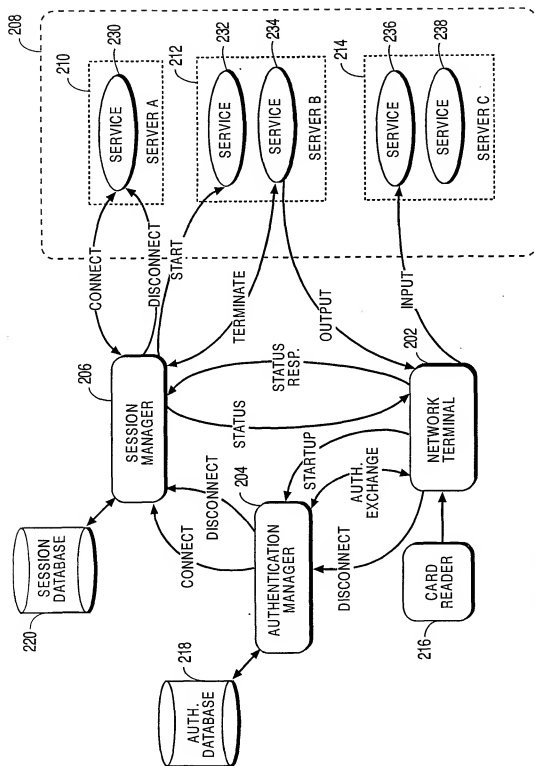 208
210
230
SERVICE
SERVER A
212
232
SERVICE
234
SERVICE
SERVER B
214
236
SERVICE
238
SERVICE
SERVER C
CONNECT
DISCONNECT
START
TERMINATE
OUTPUT
INPUT
206
SESSION
MANAGER
STATUS
STATUS
RESP.
202
NETWORK
TERMINAL
SESSION
DATABASE
220
CONNECT
DISCONNECT
204
STARTUP
AUTH.
EXCHANGE
AUTHENTICATION
MANAGER
DISCONNECT
218
AUTH.
DATABASE
CARD
READER
216